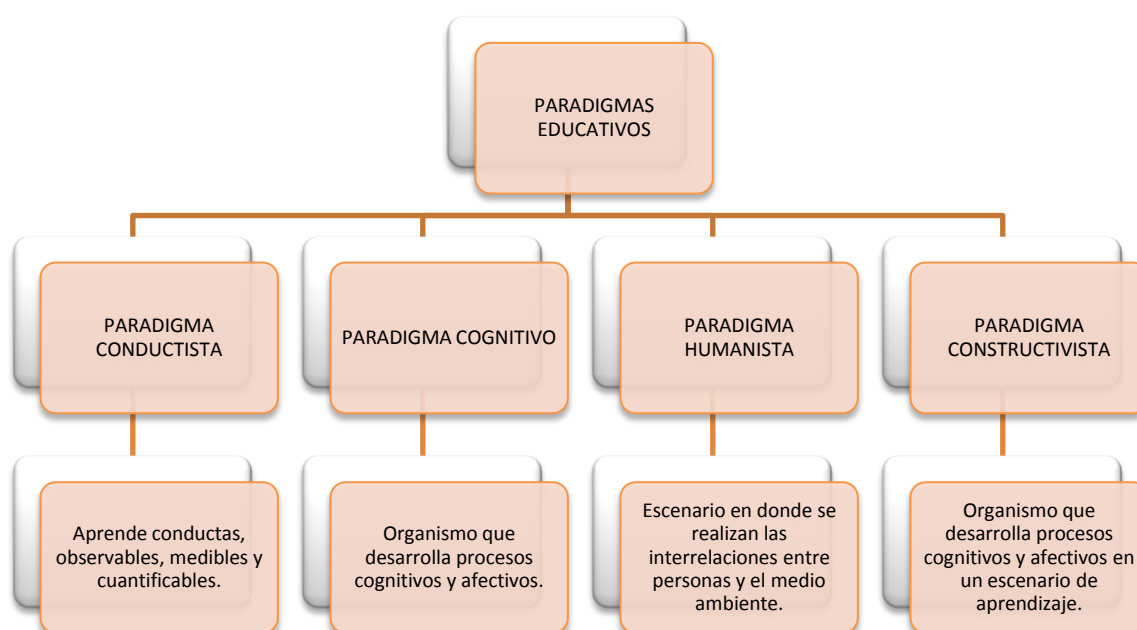 PARADIGMAS
EDUCATIVOS
PARADIGMA
CONDUCTISTA
PARADIGMA COGNITIVO
PARADIGMA
HUMANISTA
PARADIGMA
CONSTRUCTIVISTA
Aprende conductas,
observables, medibles y
cuantificables.
Organismo que
desarrolla procesos
cognitivos y afectivos.
Escenario en donde se
realizan las
interrelaciones entre
personas y el medio
ambiente.
Organismo que
desarrolla procesos
cognitivos y afectivos en
un escenario de
aprendizaje.